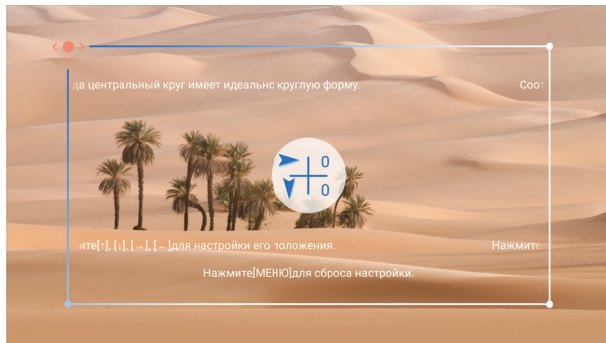 да центральный круг имеет идеальнс круглую форму. Соот
0
0
ите[↑], [↓], [→], [←]для настройки его положения. Нажмите
Нажмите[МЕНЮ]для сброса настройки.